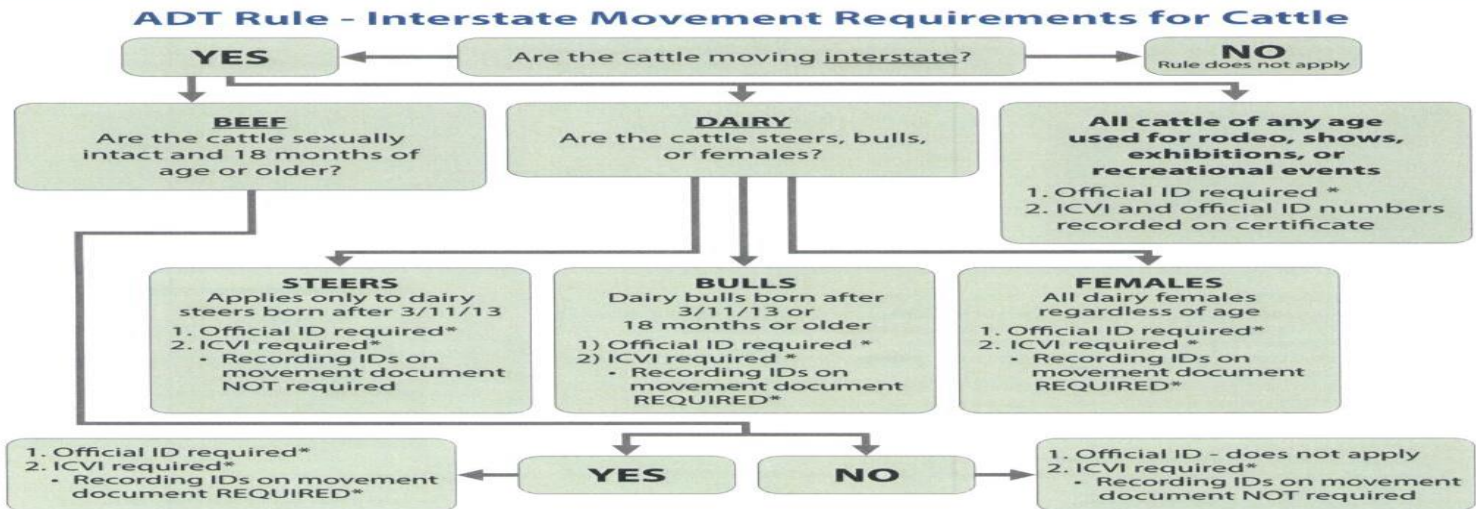 ADT Rule - Interstate Movement Requirements for Cattle
YES
Are the cattle moving interstate?
NO
Rule does not apply
BEEF
Are the cattle sexually
intact and 18 months of
age or older?
DAIRY
Are the cattle steers, bulls,
or females?
All cattle of any age
used for rodeo, shows,
exhibitions, or
recreational events
1. Official ID required *
2. ICVI and official ID numbers
recorded on certificate
STEERS
Applies only to dairy
steers born after 3/11/13
1. Official ID required*
2. ICVI required*
• Recording IDs on
movement document
NOT required
BULLS
Dairy bulls born after
3/11/13 or
18 months or older
1) Official ID required *
2) ICVI required *
• Recording IDs on
movement document
REQUIRED*
FEMALES
All dairy females
regardless of age
1. Official ID required*
2. ICVI required *
• Recording IDs on
movement document
REQUIRED*
1. Official ID required*
2. ICVI required*
• Recording IDs on movement
document REQUIRED*
YES
NO
1. Official ID - does not apply
2. ICVI required*
• Recording IDs on movement
document NOT required